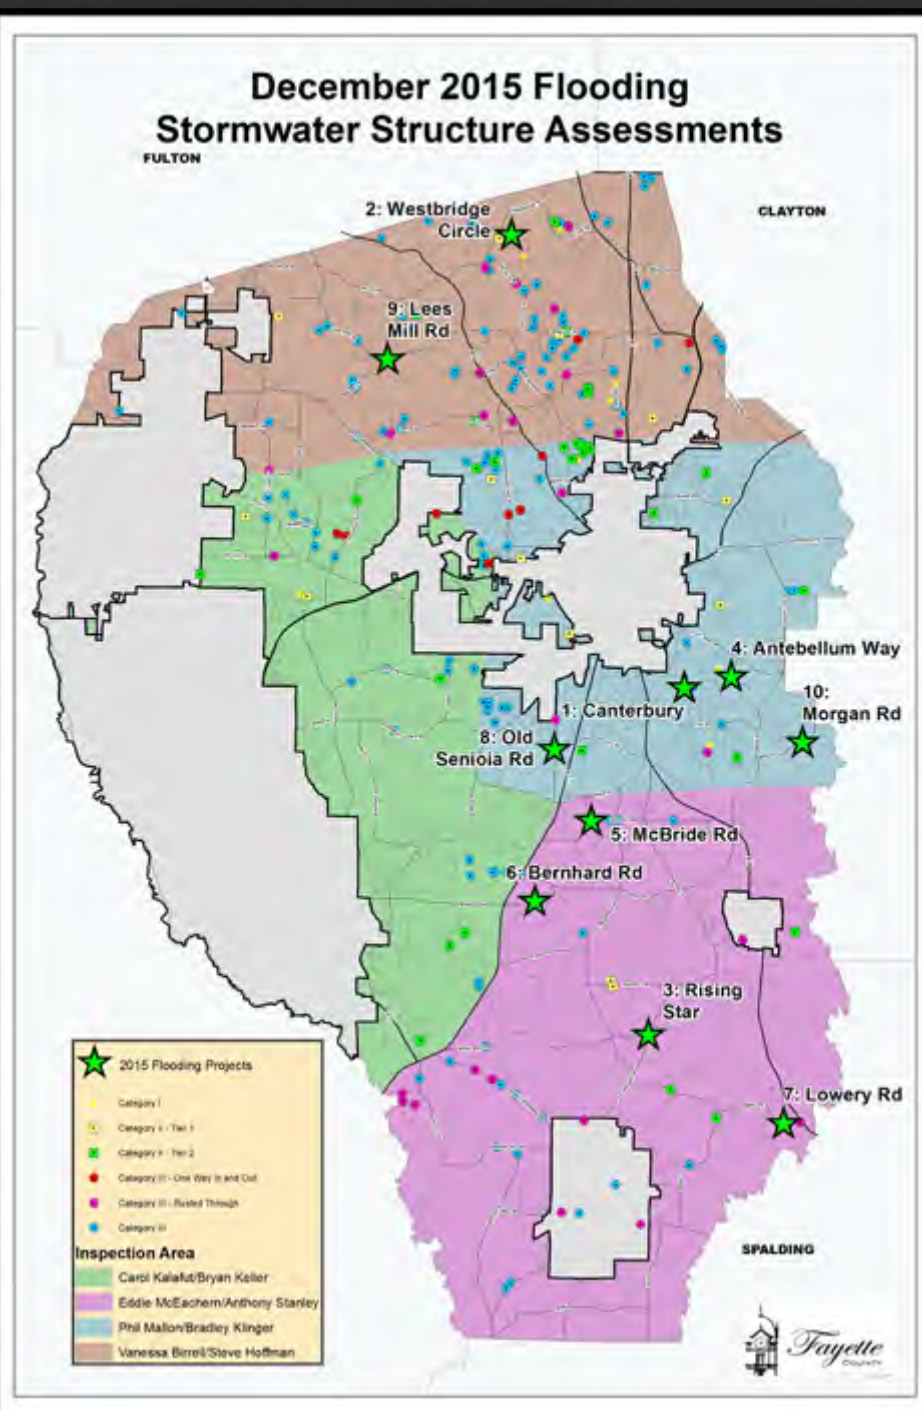 December 2015 Flooding
Stormwater Structure Assessments
FULTON
CLAYTON
2: Westbridge
Circle
9: Lees
Mill Rd
4: Antebellum Way
10:
Morgan Rd
1: Canterbury
8: Old
Senioia Rd
5: McBride Rd
6: Bernhard Rd
3: Rising
Star
7: Lowery Rd
2015 Flooding Projects
Category I
Category II - Tier 1
Category II - Tier 2
Category III - One Way In and Out
Category III - Rusted Through
Category III
Inspection Area
Carol Kalafut/Bryan Keller
Eddie McEachern/Anthony Stanley
Phil Mallon/Bradley Klinger
Vanessa Birrell/Steve Hoffman
SPALDING
Fayette
COUNTY